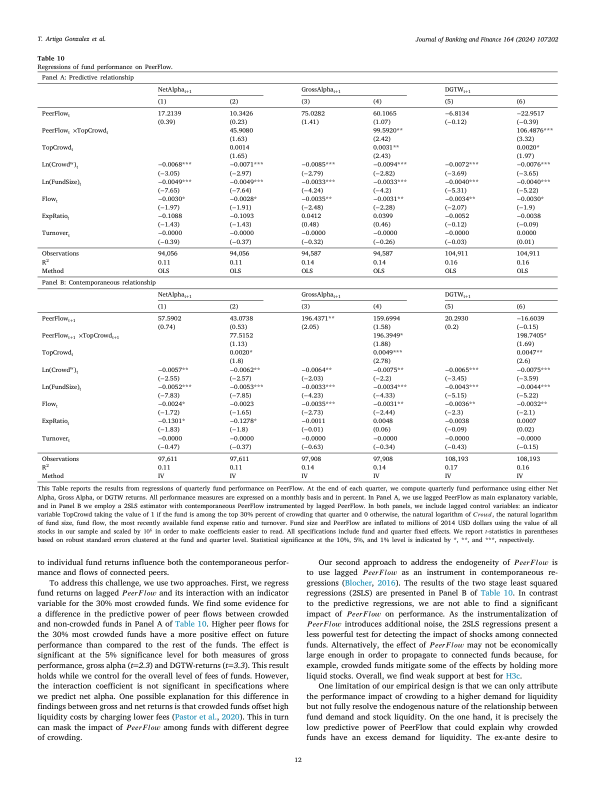 T. Artiga Gonzalez et al.
Journal of Banking and Finance 164 (2024) 107202
Table 10
Regressions of fund performance on PeerFlow.
Panel A: Predictive relationship
NetAlpha_{t+1} GrossAlpha_{t+1} DGTW_{t+1}
(1) (2) (3) (4) (5) (6)
PeerFlow_t 17.2139 10.3426 75.0282 60.1065 −6.8134 −22.9517
(0.39) (0.23) (1.41) (1.07) (−0.12) (−0.39)
PeerFlow_t ×TopCrowd_t 45.9080 99.5920** 106.4876***
(1.63) (2.42) (3.32)
TopCrowd_t 0.0014 0.0031** 0.0020*
(1.65) (2.43) (1.97)
Ln(Crowd^w)_t −0.0068*** −0.0071*** −0.0085*** −0.0094*** −0.0072*** −0.0076***
(−3.05) (−2.97) (−2.79) (−2.82) (−3.69) (−3.65)
Ln(FundSize)_t −0.0049*** −0.0049*** −0.0033*** −0.0033*** −0.0040*** −0.0040***
(−7.65) (−7.64) (−4.24) (−4.2) (−5.31) (−5.22)
Flow_t −0.0030* −0.0028* −0.0035** −0.0031** −0.0034** −0.0030*
(−1.97) (−1.91) (−2.48) (−2.28) (−2.07) (−1.9)
ExpRatio_t −0.1088 −0.1093 0.0412 0.0399 −0.0052 −0.0038
(−1.43) (−1.43) (0.48) (0.46) (−0.12) (−0.09)
Turnover_t −0.0000 −0.0000 −0.0000 −0.0000 −0.0000 0.0000
(−0.39) (−0.37) (−0.32) (−0.26) (−0.03) (0.01)
Observations 94,056 94,056 94,587 94,587 104,911 104,911
R² 0.11 0.11 0.14 0.14 0.16 0.16
Method OLS OLS OLS OLS OLS OLS
Panel B: Contemporaneous relationship
NetAlpha_{t+1} GrossAlpha_{t+1} DGTW_{t+1}
(1) (2) (3) (4) (5) (6)
PeerFlow_{t+1} 57.5902 43.0738 196.4371** 159.6994 20.2930 −16.6039
(0.74) (0.53) (2.05) (1.58) (0.2) (−0.15)
PeerFlow_{t+1} ×TopCrowd_{t+1} 77.5152 196.3949* 198.7405*
(1.13) (1.88) (1.69)
TopCrowd_t 0.0020* 0.0049*** 0.0047**
(1.8) (2.78) (2.6)
Ln(Crowd^w)_t −0.0057** −0.0062** −0.0064** −0.0075** −0.0065*** −0.0075***
(−2.55) (−2.57) (−2.03) (−2.2) (−3.45) (−3.59)
Ln(FundSize)_t −0.0052*** −0.0053*** −0.0033*** −0.0034*** −0.0043*** −0.0044***
(−7.83) (−7.85) (−4.23) (−4.33) (−5.15) (−5.22)
Flow_t −0.0024* −0.0023 −0.0035*** −0.0031** −0.0036** −0.0032**
(−1.72) (−1.65) (−2.73) (−2.44) (−2.3) (−2.1)
ExpRatio_t −0.1301* −0.1278* −0.0011 0.0048 −0.0038 0.0007
(−1.83) (−1.8) (−0.01) (0.06) (−0.09) (0.02)
Turnover_t −0.0000 −0.0000 −0.0000 −0.0000 −0.0000 −0.0000
(−0.47) (−0.37) (−0.63) (−0.34) (−0.43) (−0.15)
Observations 97,611 97,611 97,908 97,908 108,193 108,193
R² 0.11 0.11 0.14 0.14 0.17 0.16
Method IV IV IV IV IV IV
This Table reports the results from regressions of quarterly fund performance on PeerFlow. At the end of each quarter, we compute quarterly fund performance using either Net
Alpha, Gross Alpha, or DGTW returns. All performance measures are expressed on a monthly basis and in percent. In Panel A, we use lagged PeerFlow as main explanatory variable,
and in Panel B we employ a 2SLS estimator with contemporaneous PeerFlow instrumented by lagged PeerFlow. In both panels, we include lagged control variables: an indicator
variable TopCrowd taking the value of 1 if the fund is among the top 30% percent of crowding that quarter and 0 otherwise, the natural logarithm of Crowd, the natural logarithm
of fund size, fund flow, the most recently available fund expense ratio and turnover. Fund size and PeerFlow are inflated to millions of 2014 USD dollars using the value of all
stocks in our sample and scaled by 10⁶ in order to make coefficients easier to read. All specifications include fund and quarter fixed effects. We report t-statistics in parentheses
based on robust standard errors clustered at the fund and quarter level. Statistical significance at the 10%, 5%, and 1% level is indicated by *, **, and ***, respectively.
to individual fund returns influence both the contemporaneous perfor-
mance and flows of connected peers.
To address this challenge, we use two approaches. First, we regress
fund returns on lagged PeerFlow and its interaction with an indicator
variable for the 30% most crowded funds. We find some evidence for
a difference in the predictive power of peer flows between crowded
and non-crowded funds in Panel A of Table 10. Higher peer flows for
the 30% most crowded funds have a more positive effect on future
performance than compared to the rest of the funds. The effect is
significant at the 5% significance level for both measures of gross
performance, gross alpha (t=2.3) and DGTW-returns (t=3.3). This result
holds while we control for the overall level of fees of funds. However,
the interaction coefficient is not significant in specifications where
we predict net alpha. One possible explanation for this difference in
findings between gross and net returns is that crowded funds offset high
liquidity costs by charging lower fees (Pastor et al., 2020). This in turn
can mask the impact of PeerFlow among funds with different degree
of crowding.
Our second approach to address the endogeneity of PeerFlow is
to use lagged PeerFlow as an instrument in contemporaneous re-
gressions (Blocher, 2016). The results of the two stage least squared
regressions (2SLS) are presented in Panel B of Table 10. In contrast
to the predictive regressions, we are not able to find a significant
impact of PeerFlow on performance. As the instrumentalization of
PeerFlow introduces additional noise, the 2SLS regressions present a
less powerful test for detecting the impact of shocks among connected
funds. Alternatively, the effect of PeerFlow may not be economically
large enough in order to propagate to connected funds because, for
example, crowded funds mitigate some of the effects by holding more
liquid stocks. Overall, we find weak support at best for H3c.
One limitation of our empirical design is that we can only attribute
the performance impact of crowding to a higher demand for liquidity
but not fully resolve the endogenous nature of the relationship between
fund demand and stock liquidity. On the one hand, it is precisely the
low predictive power of PeerFlow that could explain why crowded
funds have an excess demand for liquidity. The ex-ante desire to
12